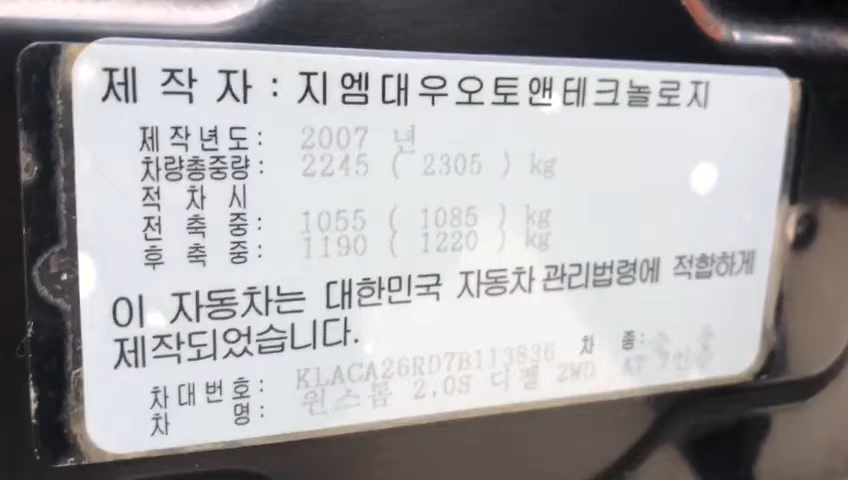 제 작 자 : 지엠대우오토앤테크놀로지
제작년도 : 2007 년
차량총중량 : 2245 ( 2305 ) kg
적 차 시
전 축 중 : 1055 ( 1085 ) kg
후 축 중 : 1190 ( 1220 ) kg
이 자동차는 대한민국 자동차 관리법령에 적합하게
제작되었습니다.
차대번호 : KLACA26RD7B113836 차 종 :
차 명 : 윈스톰 2.0S 디젤 2WD AT 7인승